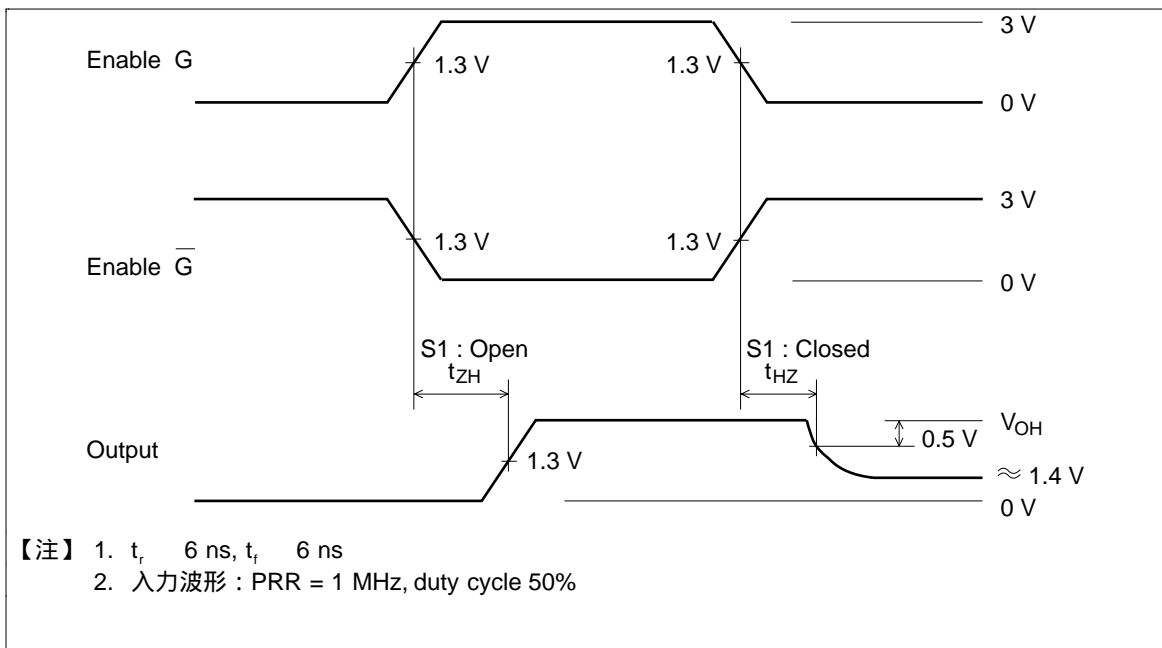 3 V
Enable G
1.3 V
1.3 V
0 V
3 V
1.3 V
1.3 V
Enable G̅
0 V
S1 : Open
S1 : Closed
tZH
tHZ
VOH
0.5 V
Output
1.3 V
≈ 1.4 V
0 V
【注】 1. tr 6 ns, tf 6 ns
2. 入力波形 : PRR = 1 MHz, duty cycle 50%